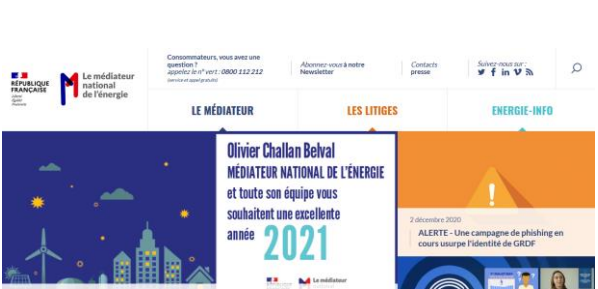 RÉPUBLIQUE
FRANÇAISE
Le médiateur
national
de l'énergie
Consommateurs, vous avez une
question ?
appelez le n° vert : 0800 112 212
(service et appel gratuits)
Abonnez-vous à notre
Newsletter
Contacts
presse
Suivez-nous sur :
LE MÉDIATEUR
LES LITIGES
ENERGIE-INFO
Olivier Challan Belval
MÉDIATEUR NATIONAL DE L'ÉNERGIE
et toute son équipe vous
souhaitent une excellente
année 2021
Le médiateur
2 décembre 2020
ALERTE - Une campagne de phishing en
cours usurpe l'identité de GRDF